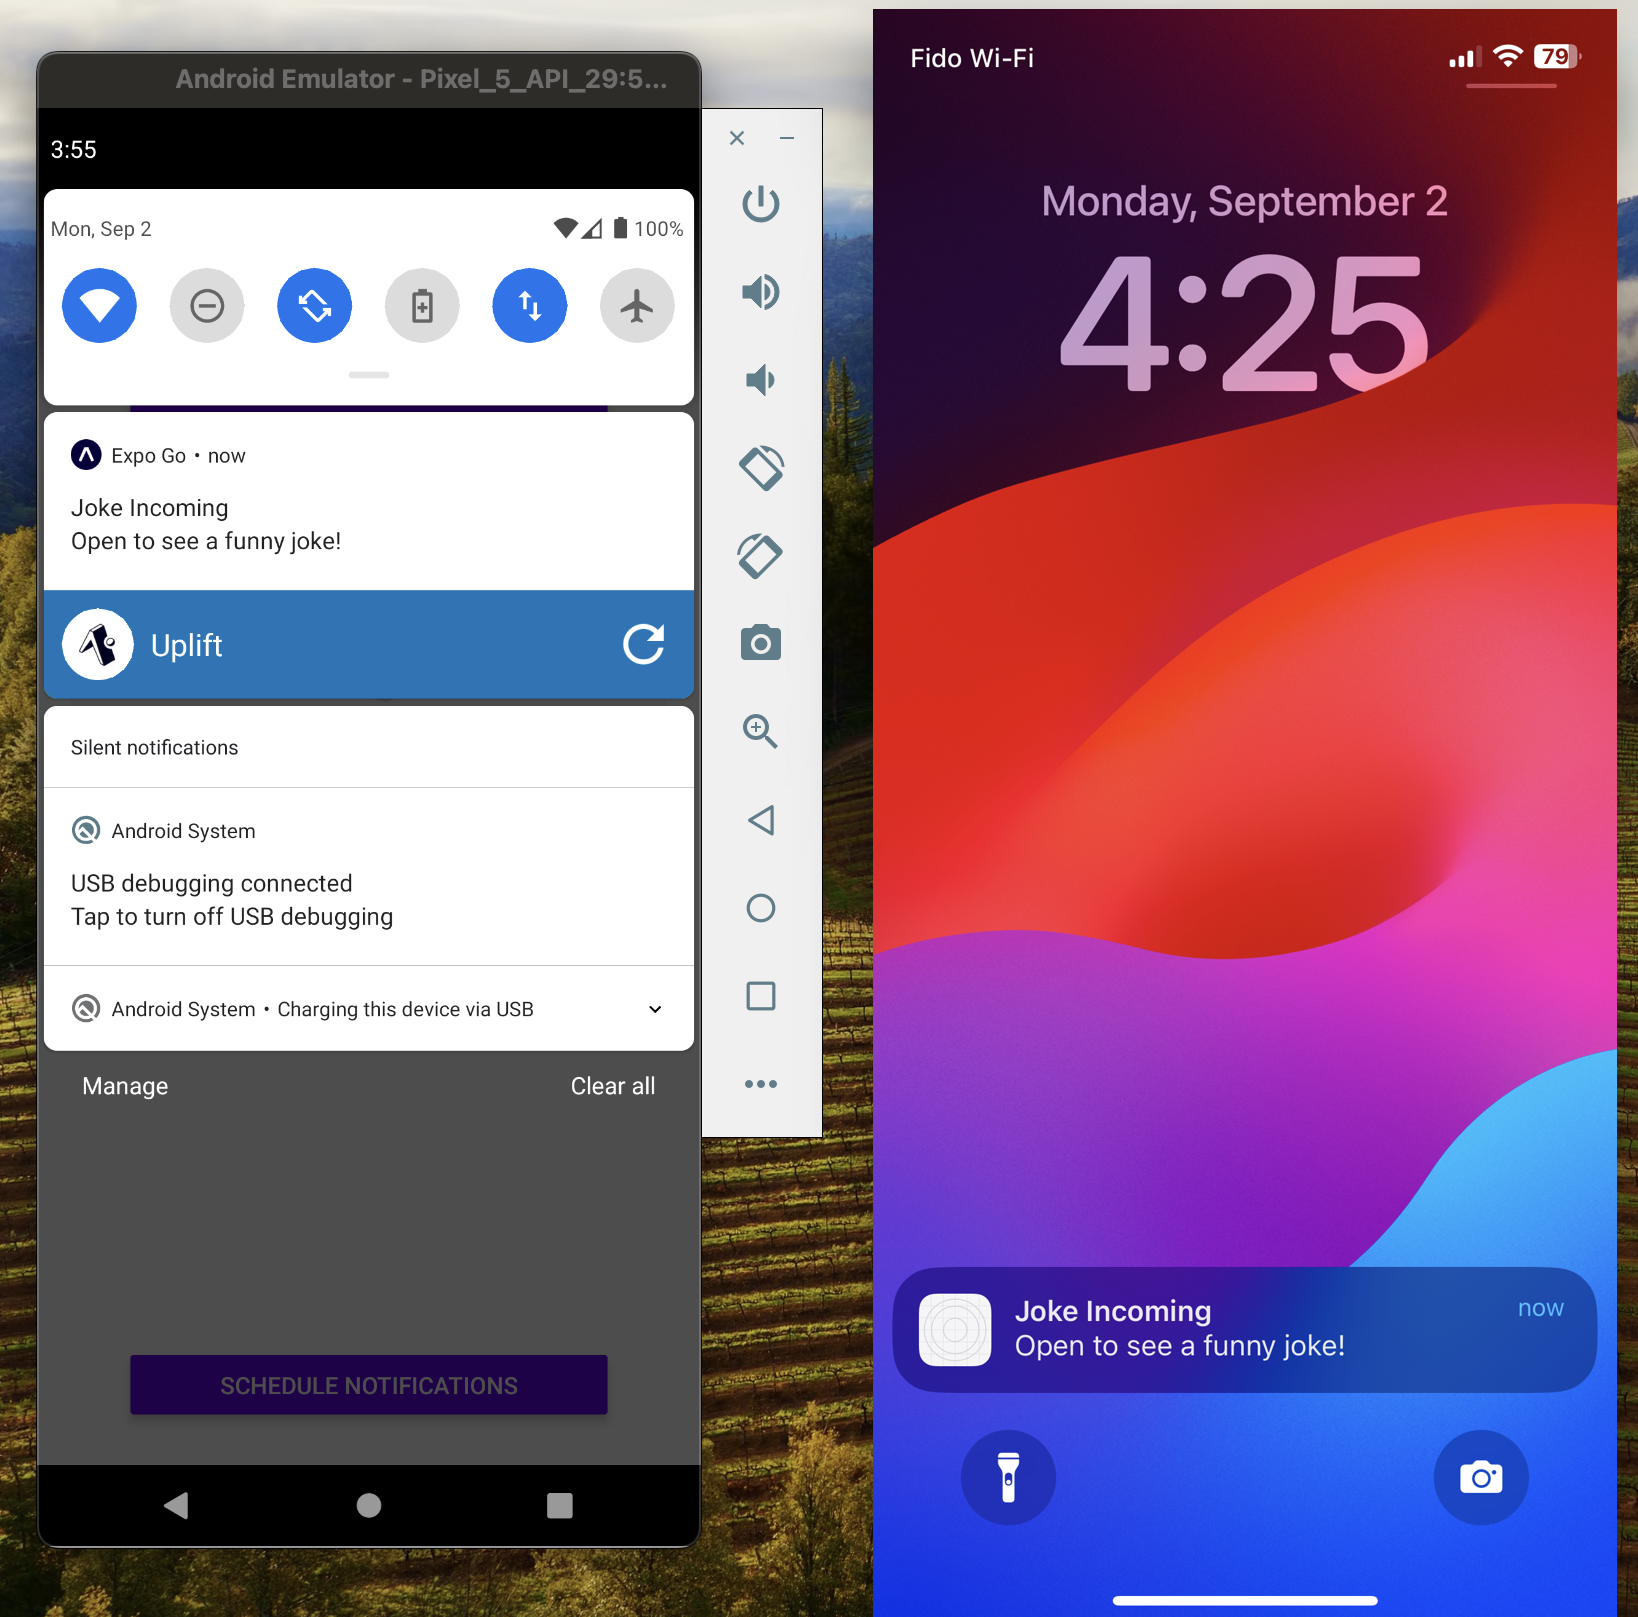 Android Emulator - Pixel_5_API_29:5...
3:55
Mon, Sep 2
100%
Expo Go • now
Joke Incoming
Open to see a funny joke!
Uplift
Silent notifications
Android System
USB debugging connected
Tap to turn off USB debugging
Android System • Charging this device via USB
Manage
Clear all
SCHEDULE NOTIFICATIONS
Fido Wi-Fi
79
Monday, September 2
4:25
Joke Incoming
now
Open to see a funny joke!